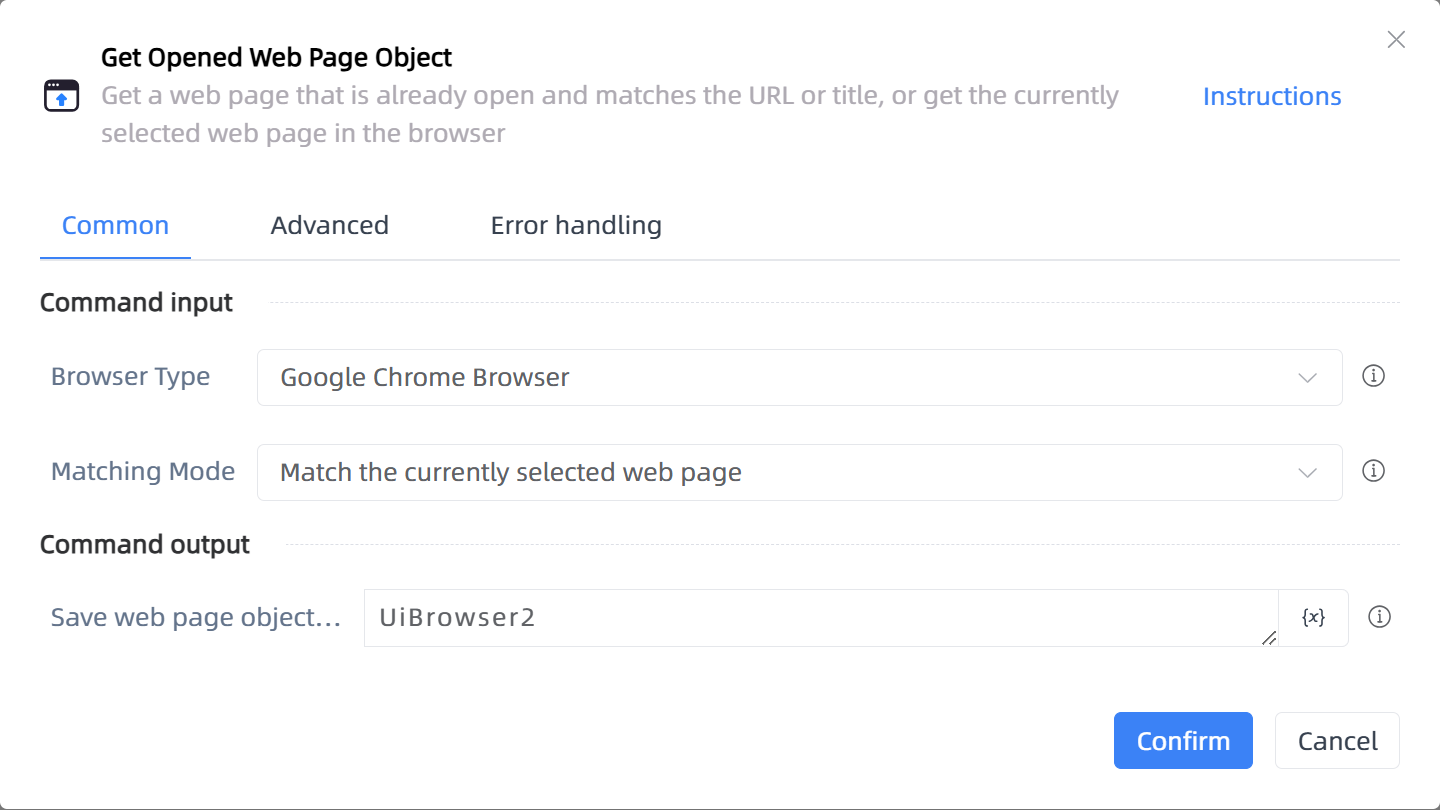 Get Opened Web Page Object
Get a web page that is already open and matches the URL or title, or get the currently
selected web page in the browser
Instructions
Common
Advanced
Error handling
Command input
Browser Type
Google Chrome Browser
Matching Mode
Match the currently selected web page
Command output
Save web page object...
UiBrowser2
{x}
Confirm
Cancel